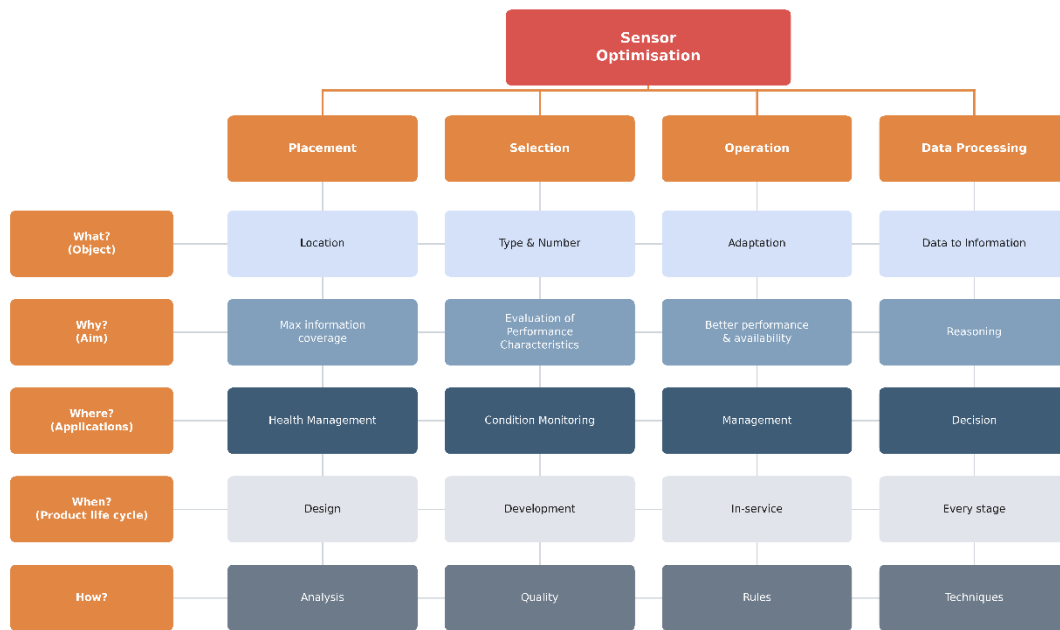 Sensor
Optimisation
Placement
Selection
Operation
Data Processing
What?
(Object)
Location
Type & Number
Adaptation
Data to Information
Why?
(Aim)
Max information
coverage
Evaluation of
Performance
Characteristics
Better performance
& availability
Reasoning
Where?
(Applications)
Health Management
Condition Monitoring
Management
Decision
When?
(Product life cycle)
Design
Development
In-service
Every stage
How?
Analysis
Quality
Rules
Techniques